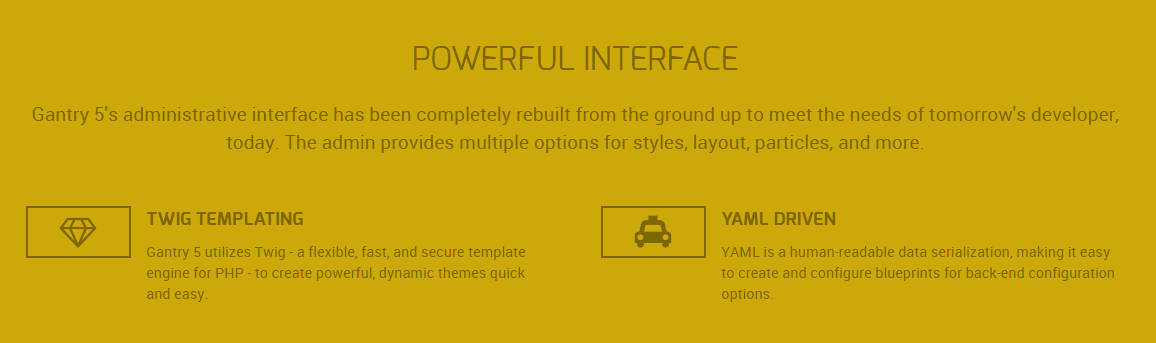 POWERFUL INTERFACE
Gantry 5's administrative interface has been completely rebuilt from the ground up to meet the needs of tomorrow's developer,
today. The admin provides multiple options for styles, layout, particles, and more.
TWIG TEMPLATING
Gantry 5 utilizes Twig - a flexible, fast, and secure template
engine for PHP - to create powerful, dynamic themes quick
and easy.
YAML DRIVEN
YAML is a human-readable data serialization, making it easy
to create and configure blueprints for back-end configuration
options.